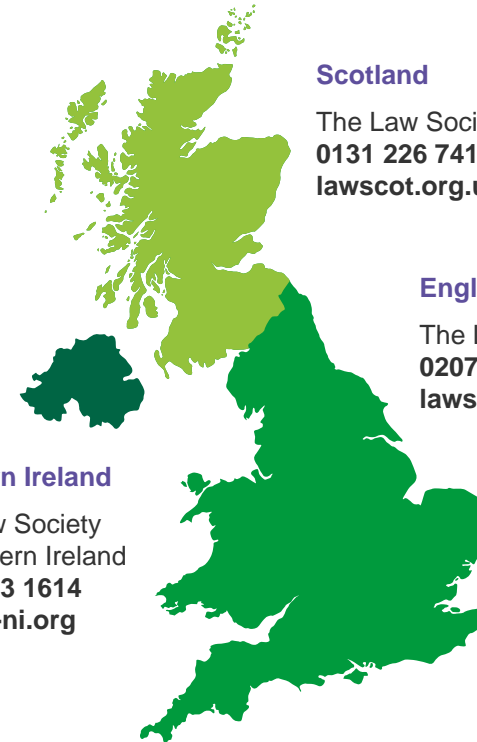 Scotland
The Law Soci
0131 226 741
lawscot.org.u
Engl
The
0207
laws
n Ireland
w Society
ern Ireland
3 1614
-ni.org